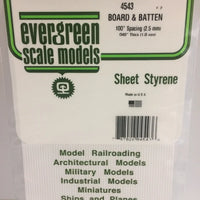 4543
BOARD & BATTEN
.100" Spacing (2.5 mm)
.040" Thick (1.0 mm)
evergreen
scale models
Sheet Styrene
Made in U.S.A.
Model Railroading
Architectural Models
Military Models
Industrial Models
Miniatures
Ships and Planes